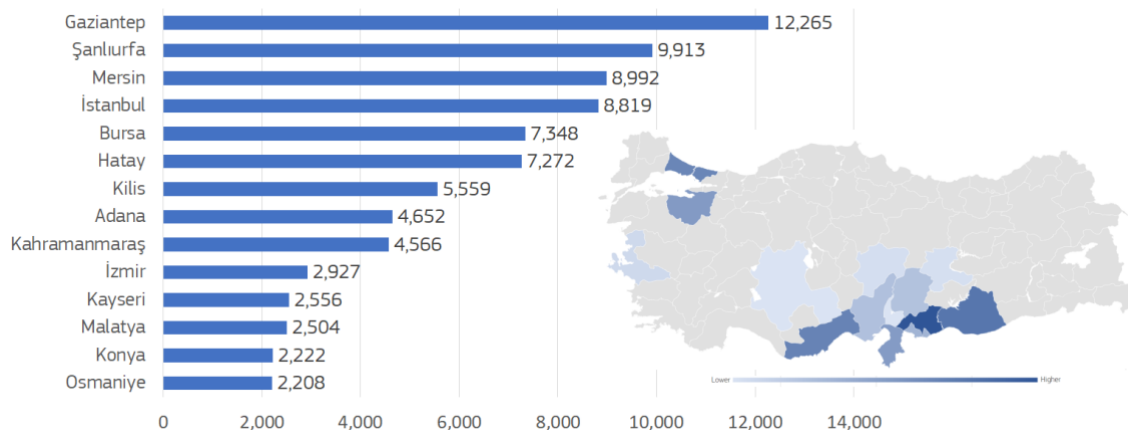 Gaziantep 12,265
Şanlıurfa 9,913
Mersin 8,992
İstanbul 8,819
Bursa 7,348
Hatay 7,272
Kilis 5,559
Adana 4,652
Kahramanmaraş 4,566
İzmir 2,927
Kayseri 2,556
Malatya 2,504
Konya 2,222
Osmaniye 2,208
Lower Higher
0 2,000 4,000 6,000 8,000 10,000 12,000 14,000